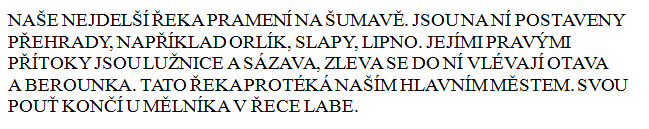 NAŠE NEJDELŠÍ ŘEKA PRAMENÍ NA ŠUMAVĚ. JSOU NA NÍ POSTAVENY
PŘEHRADY, NAPŘÍKLAD ORLÍK, SLAPY, LIPNO. JEJÍMI PRAVÝMI
PŘÍTOKY JSOU LUŽNICE A SÁZAVA, ZLEVA SE DO NÍ VLÉVAJÍ OTAVA
A BEROUNKA. TATO ŘEKA PROTÉKÁ NAŠÍM HLAVNÍM MĚSTEM. SVOU
POUŤ KONČÍ U MĚLNÍKA V ŘECE LABE.